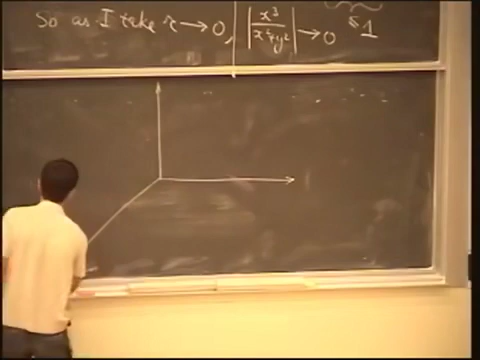 So as I take r→0, |x³/x²+y²|→0 ≤1